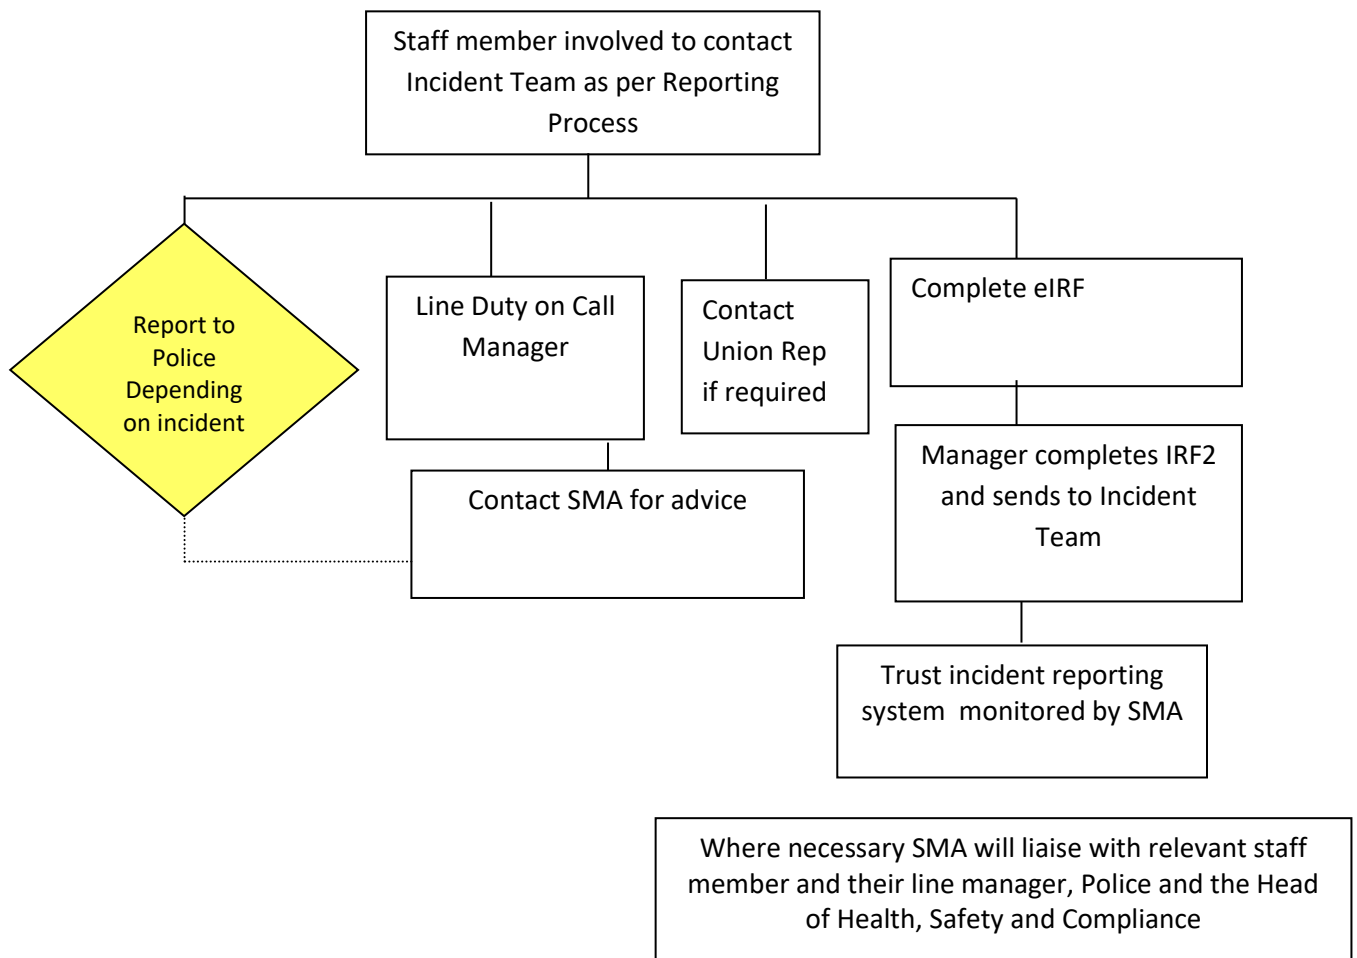 Staff member involved to contact
Incident Team as per Reporting
Process
Report to
Police
Depending
on incident
Line Duty on Call
Manager
Contact
Union Rep
if required
Complete eIRF
Contact SMA for advice
Manager completes IRF2
and sends to Incident
Team
Trust incident reporting
system monitored by SMA
Where necessary SMA will liaise with relevant staff
member and their line manager, Police and the Head
of Health, Safety and Compliance